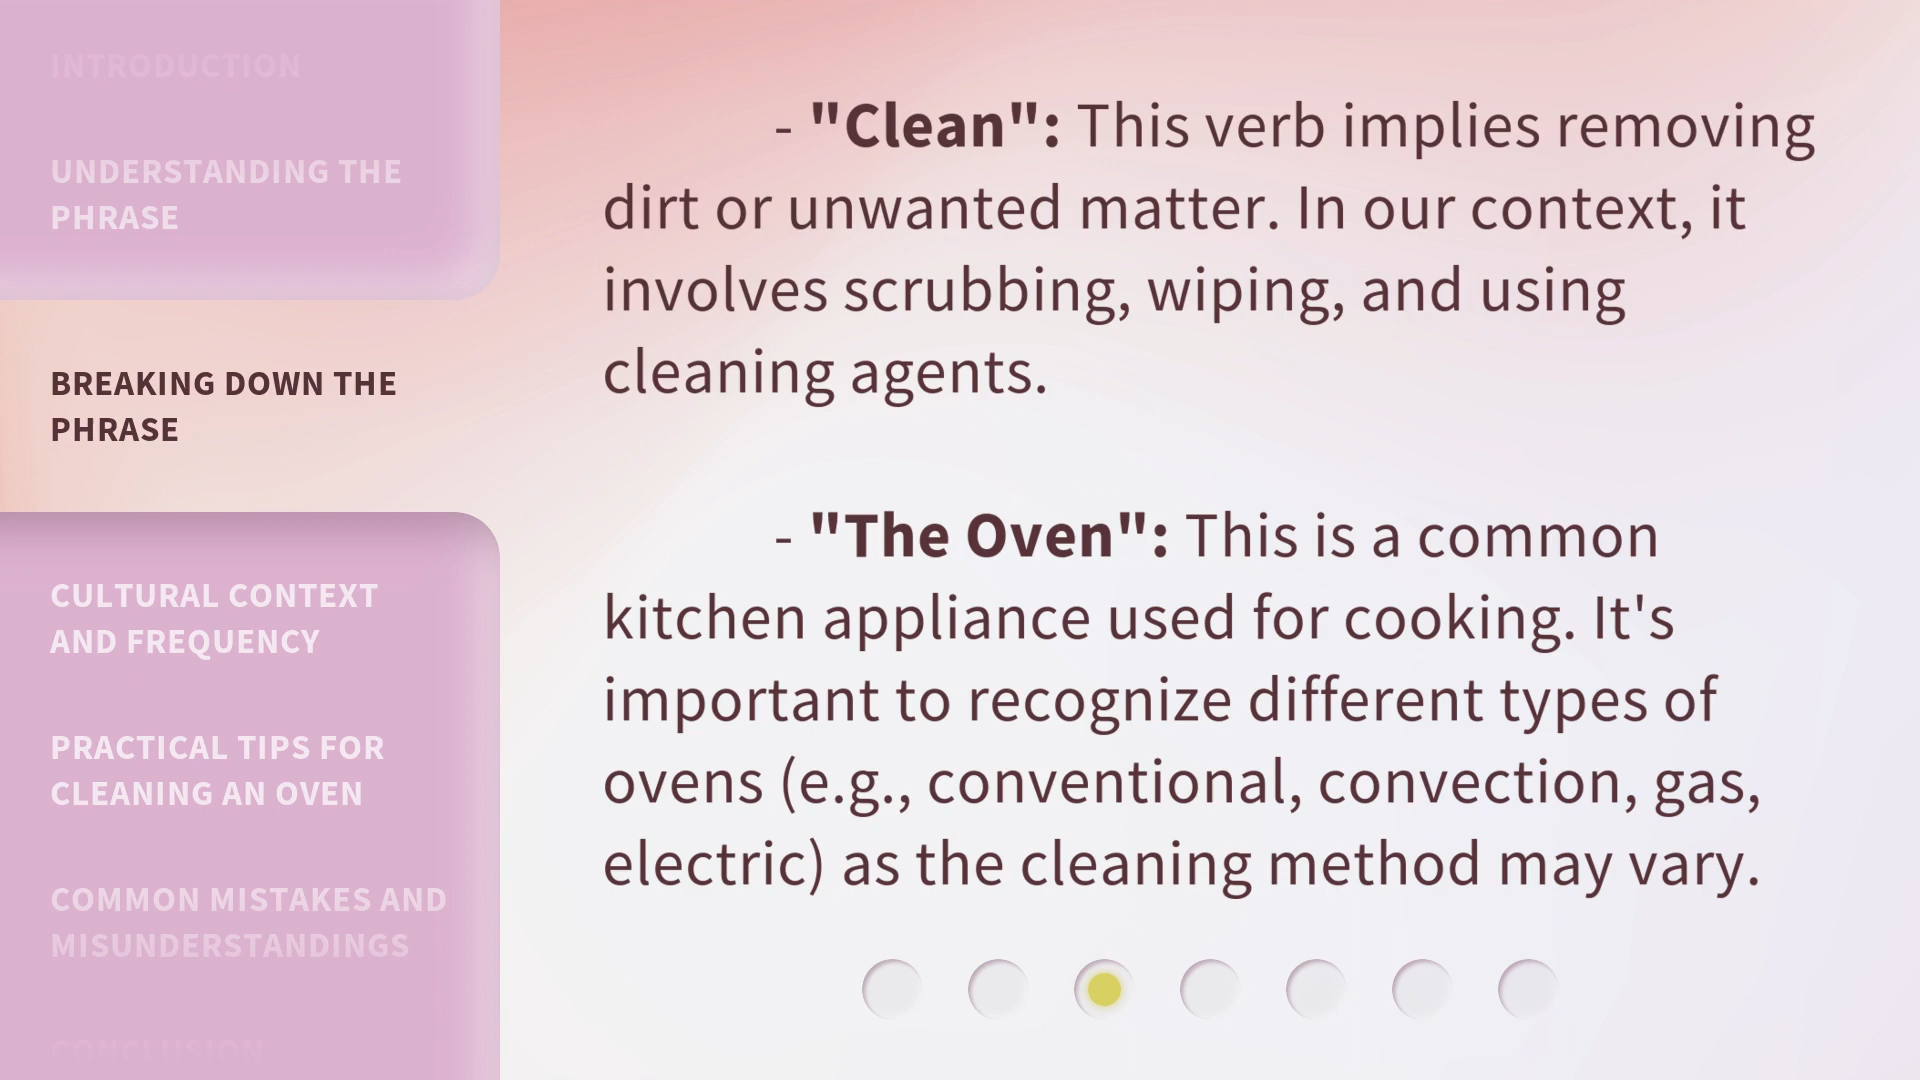 INTRODUCTION
UNDERSTANDING THE
PHRASE
BREAKING DOWN THE
PHRASE
CULTURAL CONTEXT
AND FREQUENCY
PRACTICAL TIPS FOR
CLEANING AN OVEN
COMMON MISTAKES AND
MISUNDERSTANDINGS
CONCLUSION
- "Clean": This verb implies removing
dirt or unwanted matter. In our context, it
involves scrubbing, wiping, and using
cleaning agents.
- "The Oven": This is a common
kitchen appliance used for cooking. It's
important to recognize different types of
ovens (e.g., conventional, convection, gas,
electric) as the cleaning method may vary.